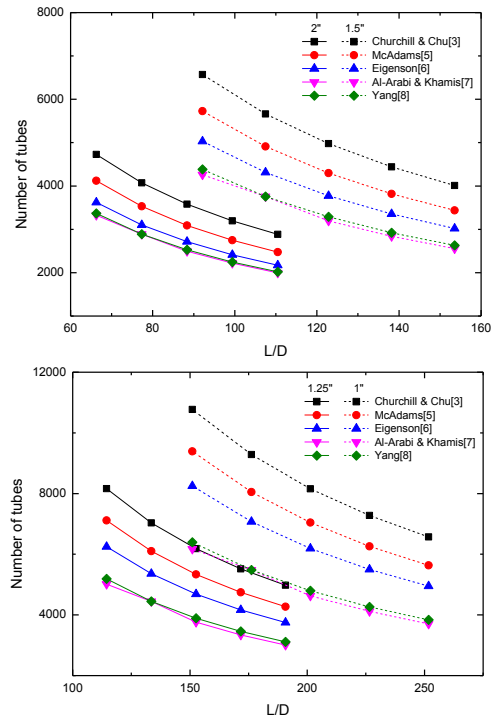 8000
6000
4000
2000
Number of tubes
2" 1.5"
Churchill & Chu[3]
McAdams[5]
Eigenson[6]
Al-Arabi & Khamis[7]
Yang[8]
60 80 100 120 140 160
L/D
12000
8000
4000
Number of tubes
1.25" 1"
Churchill & Chu[3]
McAdams[5]
Eigenson[6]
Al-Arabi & Khamis[7]
Yang[8]
100 150 200 250
L/D